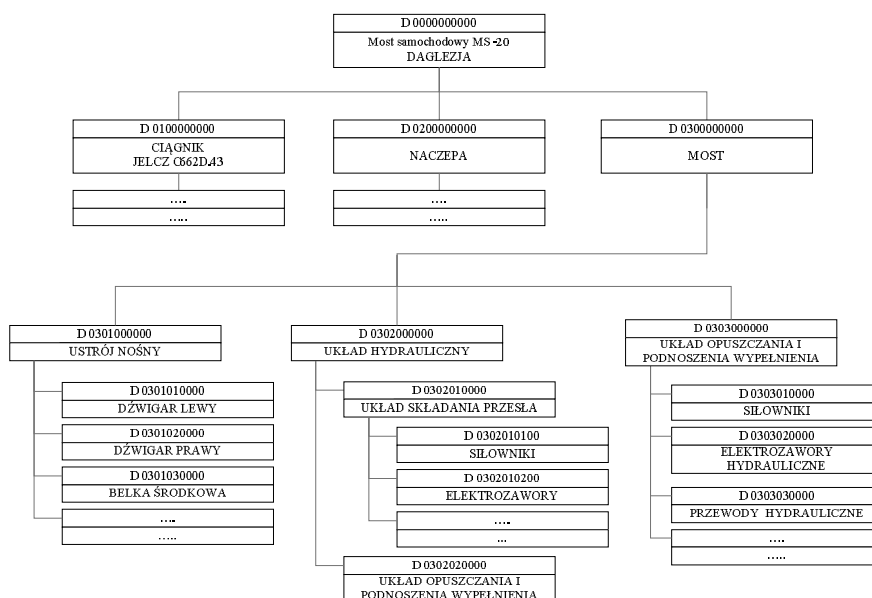 D 0000000000
Most samochodowy MS-20
DAGLEZJA
D 0100000000
CIĄGNIK
JELCZ C662D.43
….
…..
D 0200000000
NACZEPA
….
…..
D 0300000000
MOST
D 0301000000
USTRÓJ NOŚNY
D 0301010000
DŹWIGAR LEWY
D 0301020000
DŹWIGAR PRAWY
D 0301030000
BELKA ŚRODKOWA
….
…..
D 0302000000
UKŁAD HYDRAULICZNY
D 0302010000
UKŁAD SKŁADANIA PRZĘSŁA
D 0302010100
SIŁOWNIKI
D 0302010200
ELEKTROZAWORY
….
...
D 0302020000
UKŁAD OPUSZCZANIA I
PODNOSZENIA WYPEŁNIENIA
D 0303000000
UKŁAD OPUSZCZANIA I
PODNOSZENIA WYPEŁNIENIA
D 0303010000
SIŁOWNIKI
D 0303020000
ELEKTROZAWORY
HYDRAULICZNE
D 0303030000
PRZEWODY HYDRAULICZNE
….
…..